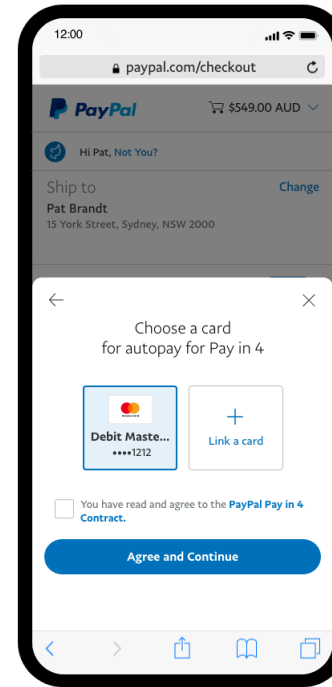 12:00
paypal.com/checkout
PayPal
$549.00 AUD
Hi Pat, Not You?
Ship to
Change
Pat Brandt
15 York Street, Sydney, NSW 2000
Choose a card
for autopay for Pay in 4
Debit Maste...
••••1212
Link a card
You have read and agree to the PayPal Pay in 4
Contract.
Agree and Continue